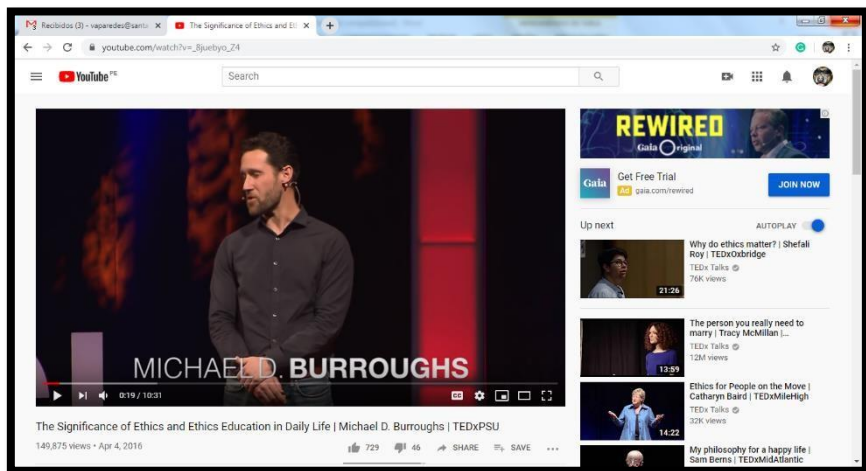 Recibidos (3) - vaparedes@santa
The Significance of Ethics and Et
youtube.com/watch?v=_8juebyo_Z4
YouTube PE
Search
MICHAEL D. BURROUGHS
0:19 / 10:31
CC
The Significance of Ethics and Ethics Education in Daily Life | Michael D. Burroughs | TEDxPSU
149,875 views • Apr 4, 2016
729
46
SHARE
SAVE
REWIRED
Gaia Original
Gaia
Get Free Trial
Ad gaia.com/rewired
JOIN NOW
Up next
AUTOPLAY
Why do ethics matter? | Shefali
Roy | TEDxOxbridge
TEDx Talks
76K views
21:26
The person you really need to
marry | Tracy McMillan |...
TEDx Talks
12M views
13:59
Ethics for People on the Move |
Catharyn Baird | TEDxMileHigh
TEDx Talks
32K views
14:22
My philosophy for a happy life |
Sam Berns | TEDxMidAtlantic